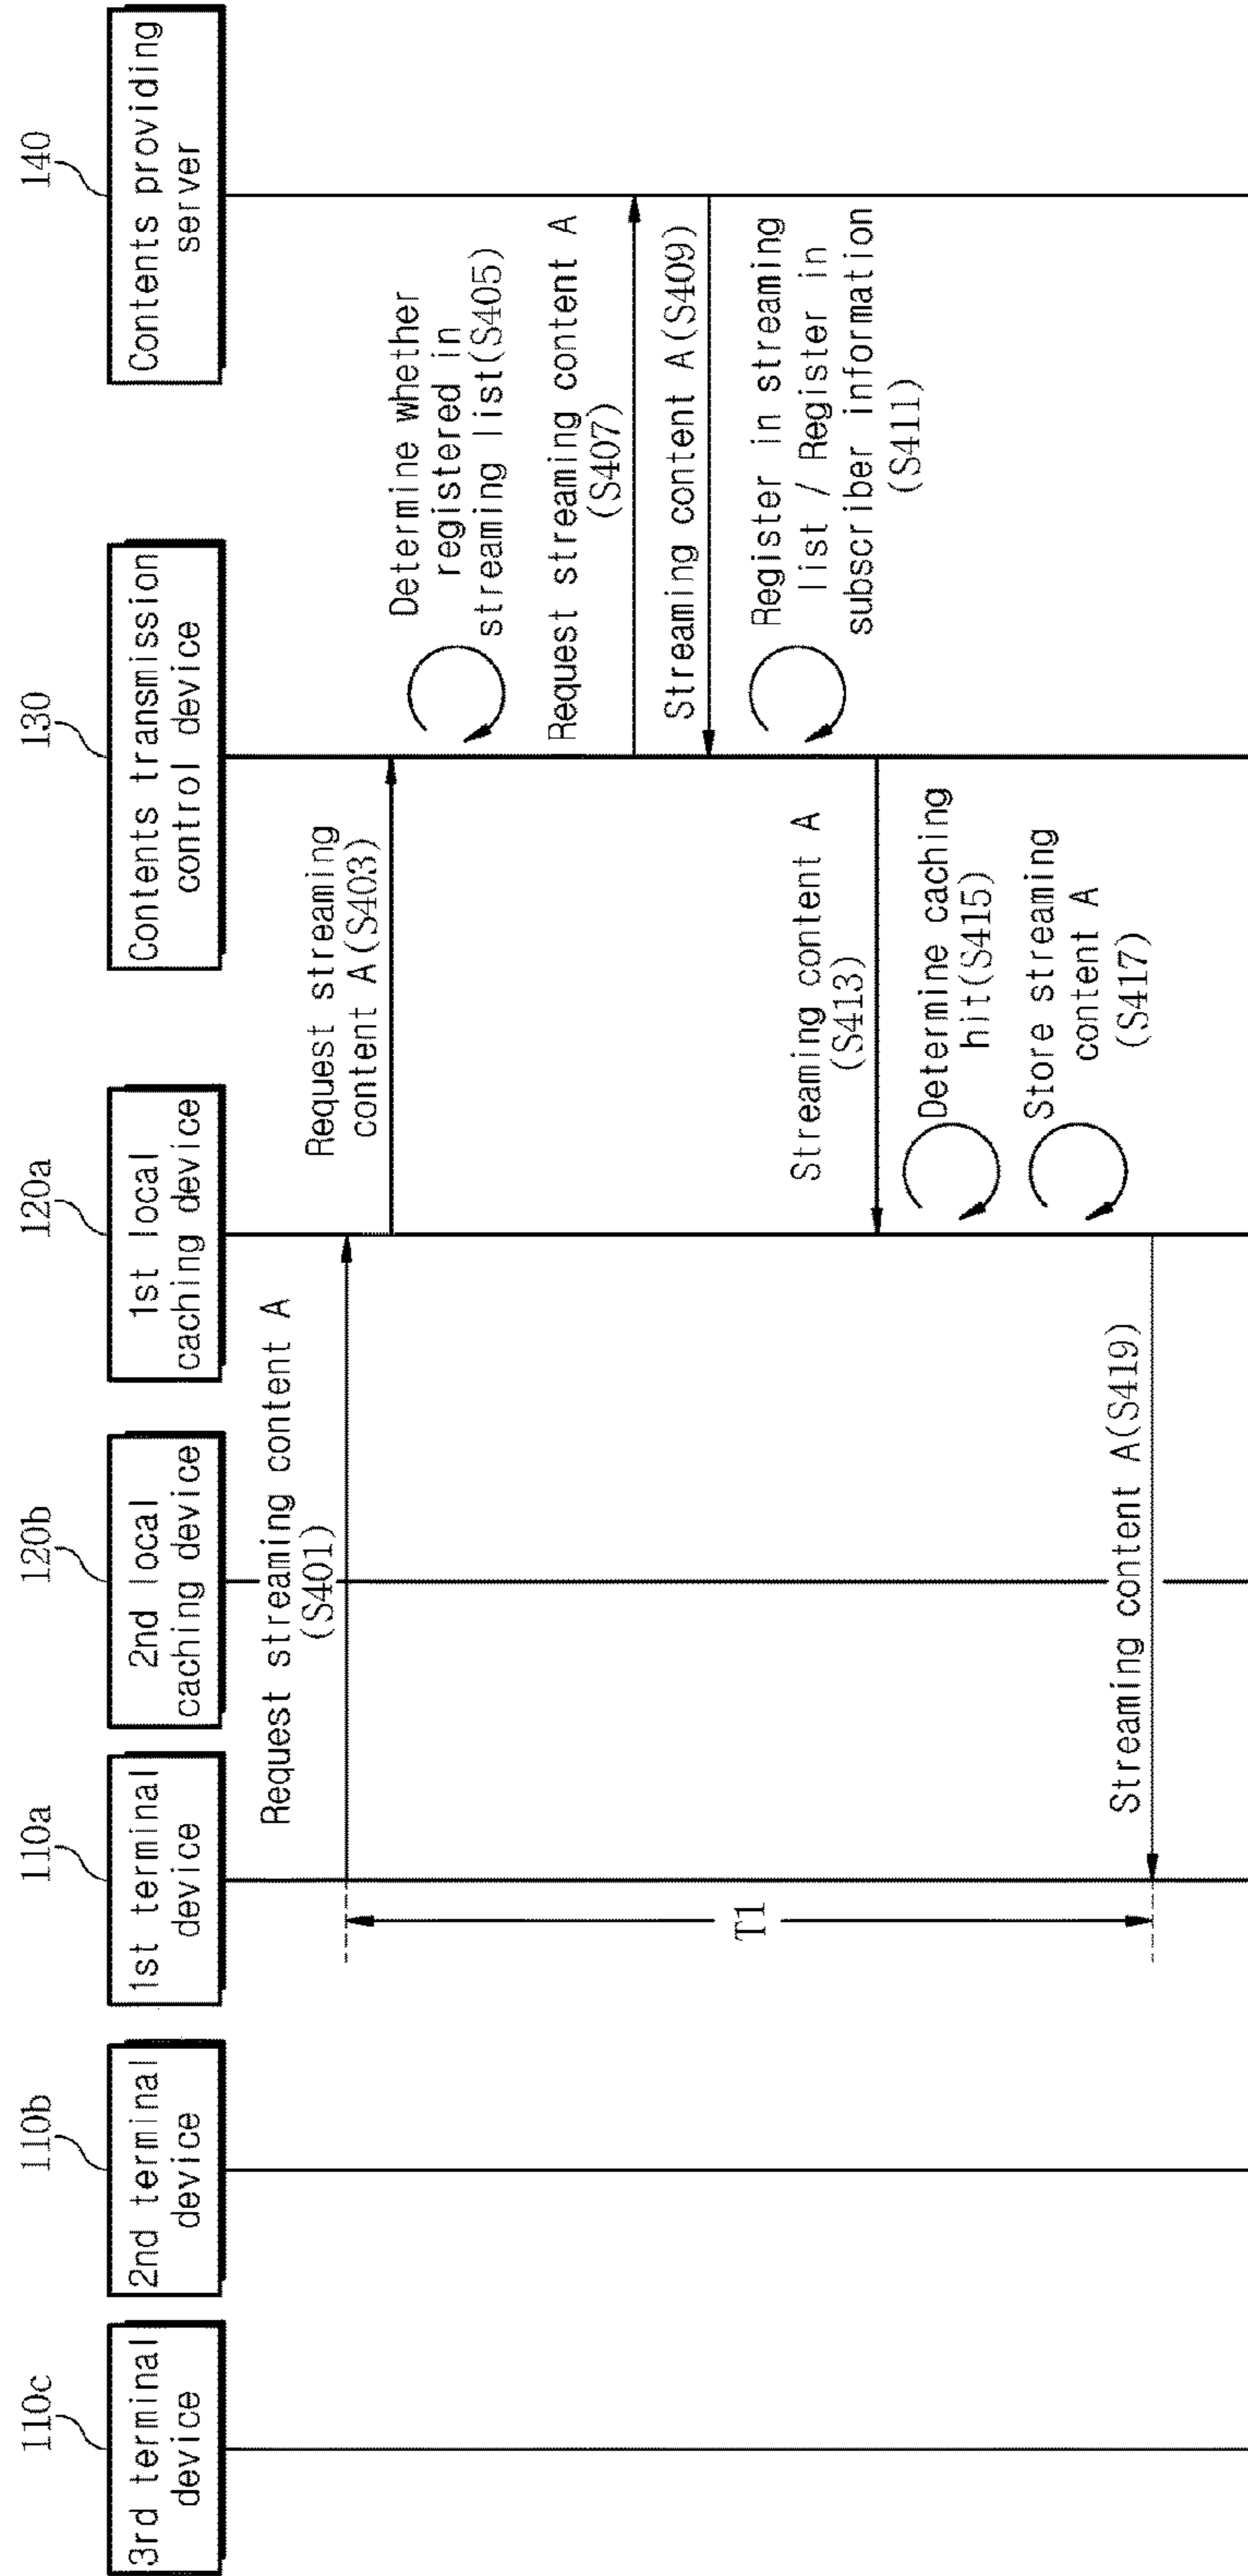 110c
110b
110a
120b
120a
130
140
3rd terminal
device
2nd terminal
device
1st terminal
device
2nd local
caching device
1st local
caching device
Contents transmission
control device
Contents providing
server
Request streaming content A
(S401)
Request streaming
content A(S403)
Determine whether
registered in
streaming list(S405)
Request streaming content A
(S407)
Streaming content A(S409)
Register in streaming
list / Register in
subscriber information
(S411)
Streaming content A
(S413)
Determine caching
hit(S415)
Store streaming
content A
(S417)
Streaming content A(S419)
T1